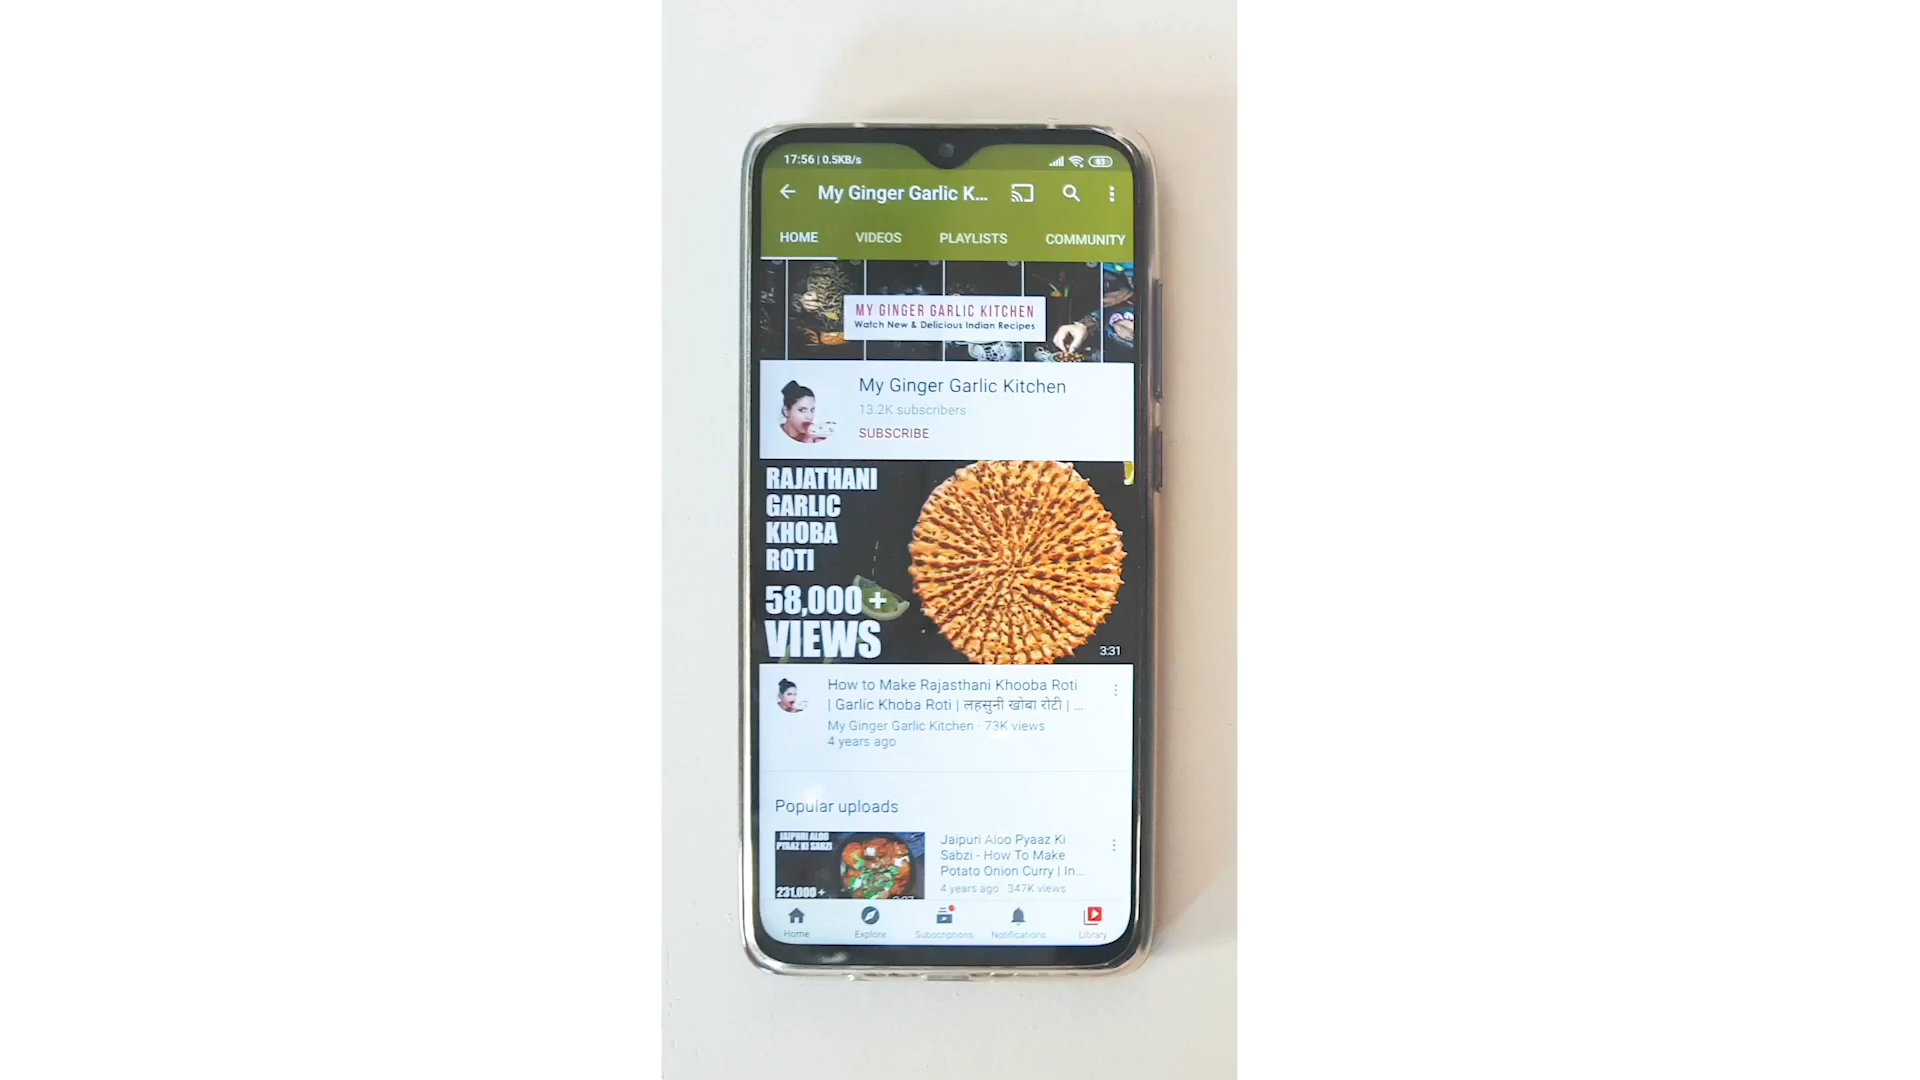 17:56 | 0.5KB/s
63
My Ginger Garlic K...
HOME VIDEOS PLAYLISTS COMMUNITY
MY GINGER GARLIC KITCHEN
Watch New & Delicious Indian Recipes
My Ginger Garlic Kitchen
13.2K subscribers
SUBSCRIBE
RAJATHANI
GARLIC
KHOBA
ROTI
58,000 +
VIEWS
3:31
How to Make Rajasthani Khooba Roti
| Garlic Khoba Roti | लहसुनी खोबा रोटी | ...
My Ginger Garlic Kitchen · 73K views
4 years ago
Popular uploads
JAIPURI ALOO
PYAAZ KI SABZI
231,000 +
Jaipuri Aloo Pyaaz Ki
Sabzi - How To Make
Potato Onion Curry | In...
4 years ago · 347K views
Home Explore Subscriptions Notifications Library